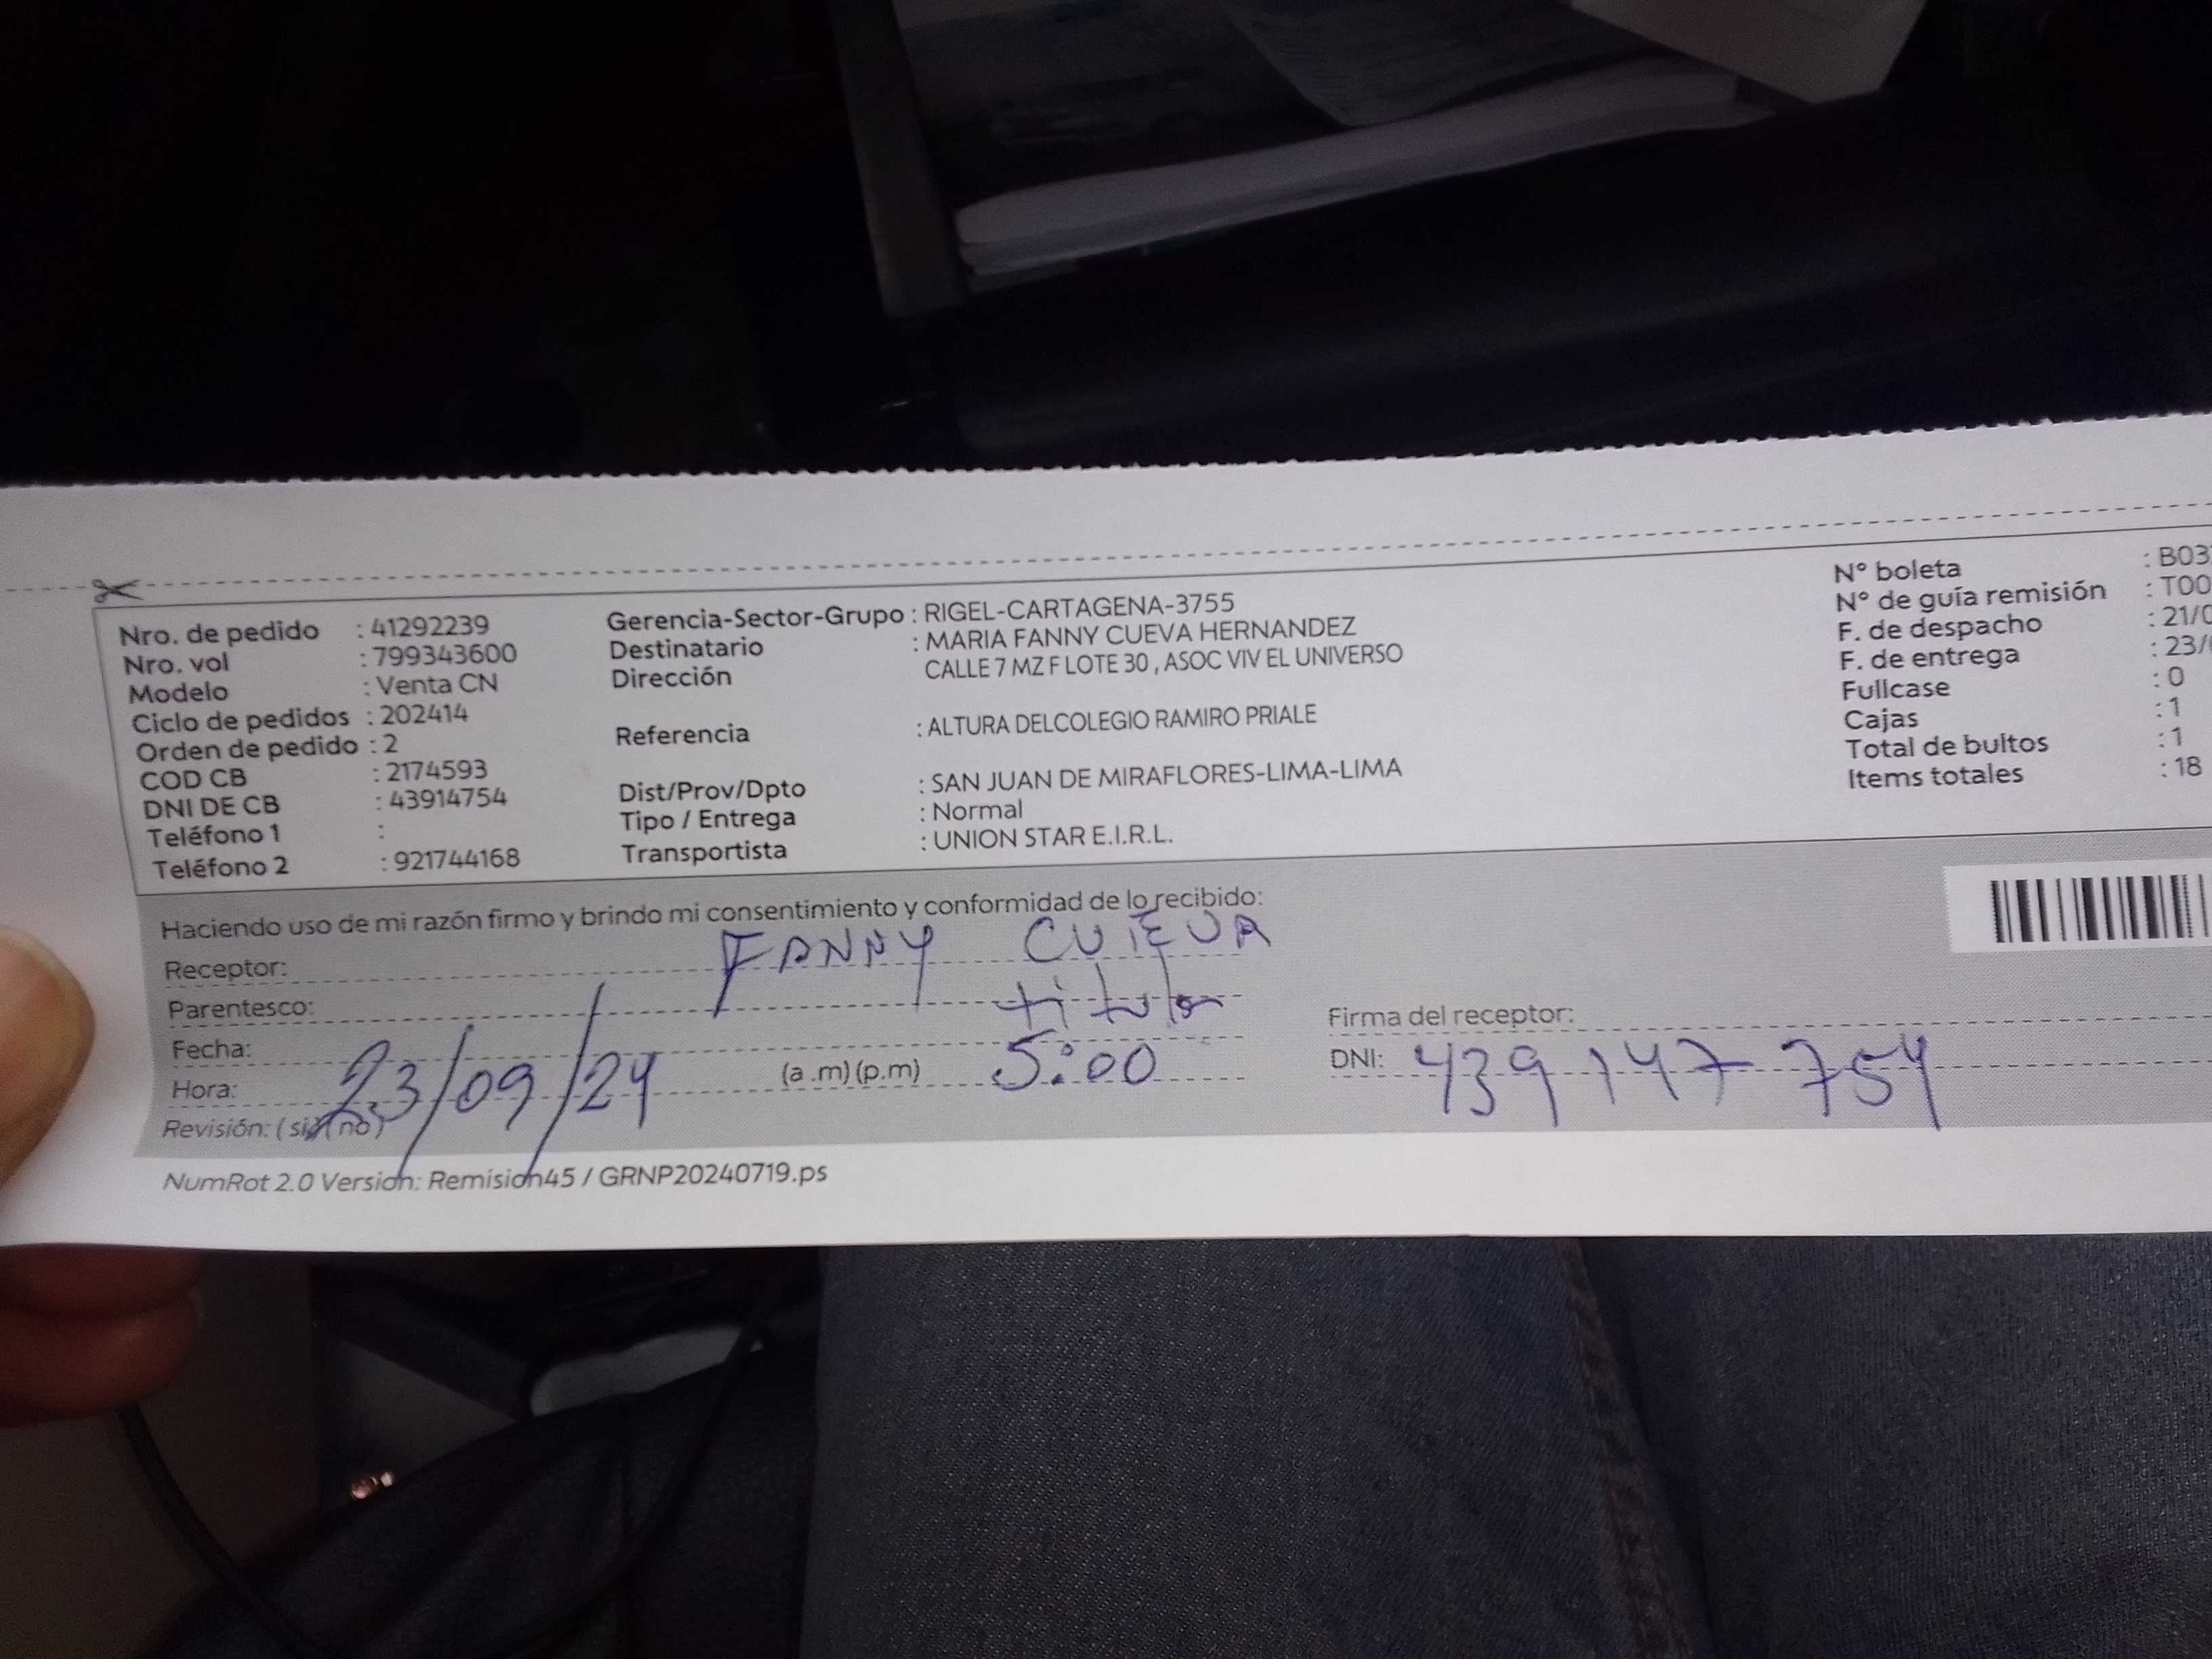 Nro. de pedido : 41292239
Nro. vol : 799343600
Modelo : Venta CN
Ciclo de pedidos : 202414
Orden de pedido : 2
COD CB : 2174593
DNI DE CB : 43914754
Teléfono 1 :
Teléfono 2 : 921744168
Gerencia-Sector-Grupo : RIGEL-CARTAGENA-3755
Destinatario : MARIA FANNY CUEVA HERNANDEZ
Dirección CALLE 7 MZ F LOTE 30 , ASOC VIV EL UNIVERSO
Referencia : ALTURA DELCOLEGIO RAMIRO PRIALE
Dist/Prov/Dpto : SAN JUAN DE MIRAFLORES-LIMA-LIMA
Tipo / Entrega : Normal
Transportista : UNION STAR E.I.R.L.
N° boleta : B03
N° de guía remisión : T00
F. de despacho : 21/0
F. de entrega : 23/
Fullcase : 0
Cajas : 1
Total de bultos : 1
Items totales : 18
Haciendo uso de mi razón firmo y brindo mi consentimiento y conformidad de lo recibido:
Receptor: FANNY CUEVA
Parentesco: titular
Fecha: 23/09/24
Hora: (a .m) (p.m) 5:00
Revisión: ( si) (no)
Firma del receptor:
DNI: 439147 754
NumRot 2.0 Version: Remision45 / GRNP20240719.ps